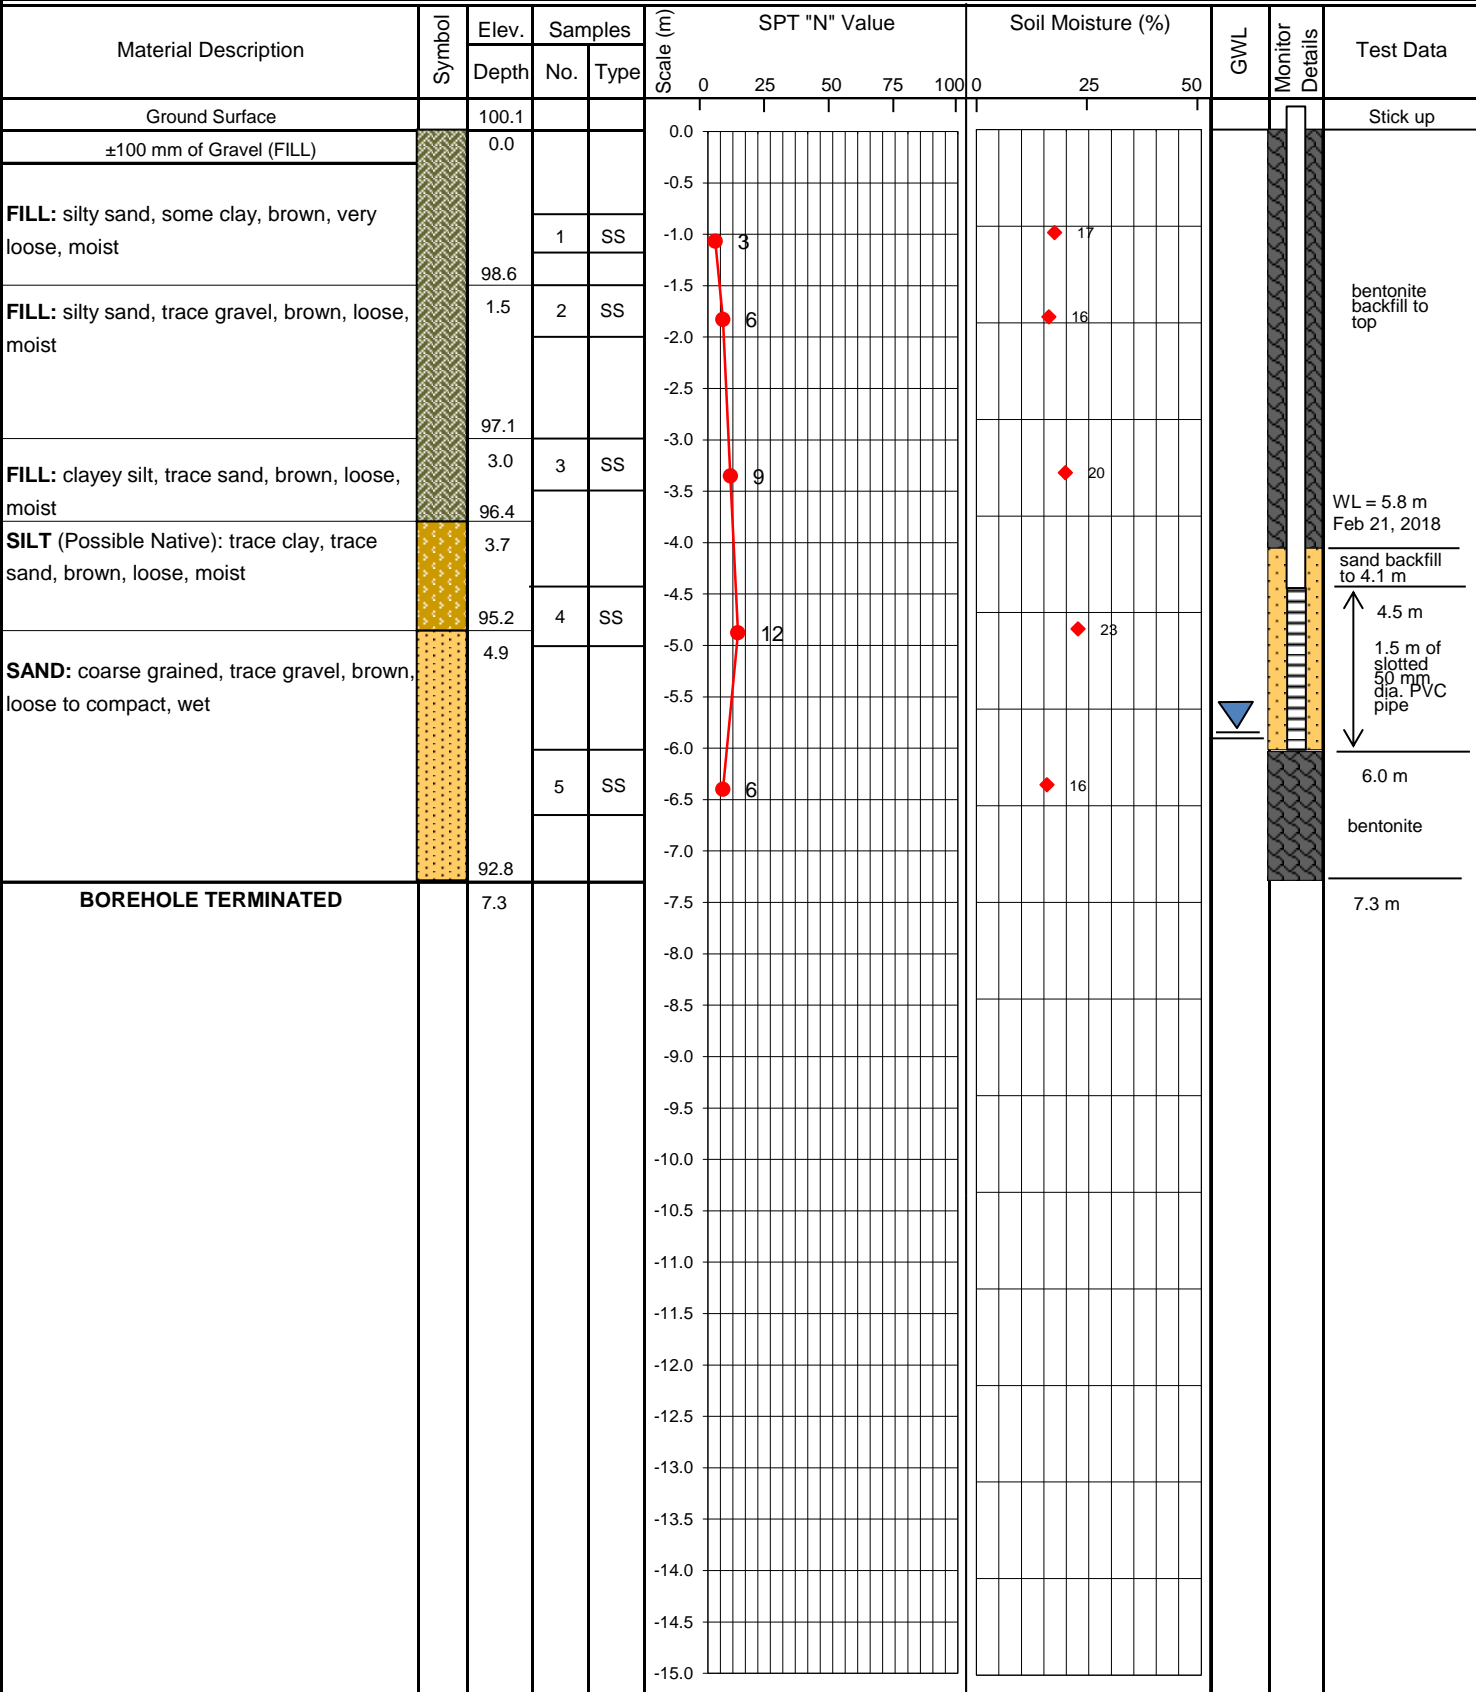 Material Description
Symbol
Elev.
Depth
Samples
No.
Type
Scale (m)
SPT "N" Value
0 25 50 75 100
Soil Moisture (%)
0 25 50
GWL
Monitor
Details
Test Data
Ground Surface
100.1
Stick up
±100 mm of Gravel (FILL)
0.0
FILL: silty sand, some clay, brown, very
loose, moist
98.6
1 SS
3
17
FILL: silty sand, trace gravel, brown, loose,
moist
1.5
97.1
2 SS
6
16
bentonite
backfill to
top
FILL: clayey silt, trace sand, brown, loose,
moist
3.0
96.4
3 SS
9
20
WL = 5.8 m
Feb 21, 2018
SILT (Possible Native): trace clay, trace
sand, brown, loose, moist
3.7
95.2
4 SS
12
23
sand backfill
to 4.1 m
4.5 m
1.5 m of
slotted
50 mm
dia. PVC
pipe
SAND: coarse grained, trace gravel, brown,
loose to compact, wet
4.9
92.8
5 SS
6
16
6.0 m
bentonite
BOREHOLE TERMINATED
7.3
7.3 m
0.0
-0.5
-1.0
-1.5
-2.0
-2.5
-3.0
-3.5
-4.0
-4.5
-5.0
-5.5
-6.0
-6.5
-7.0
-7.5
-8.0
-8.5
-9.0
-9.5
-10.0
-10.5
-11.0
-11.5
-12.0
-12.5
-13.0
-13.5
-14.0
-14.5
-15.0